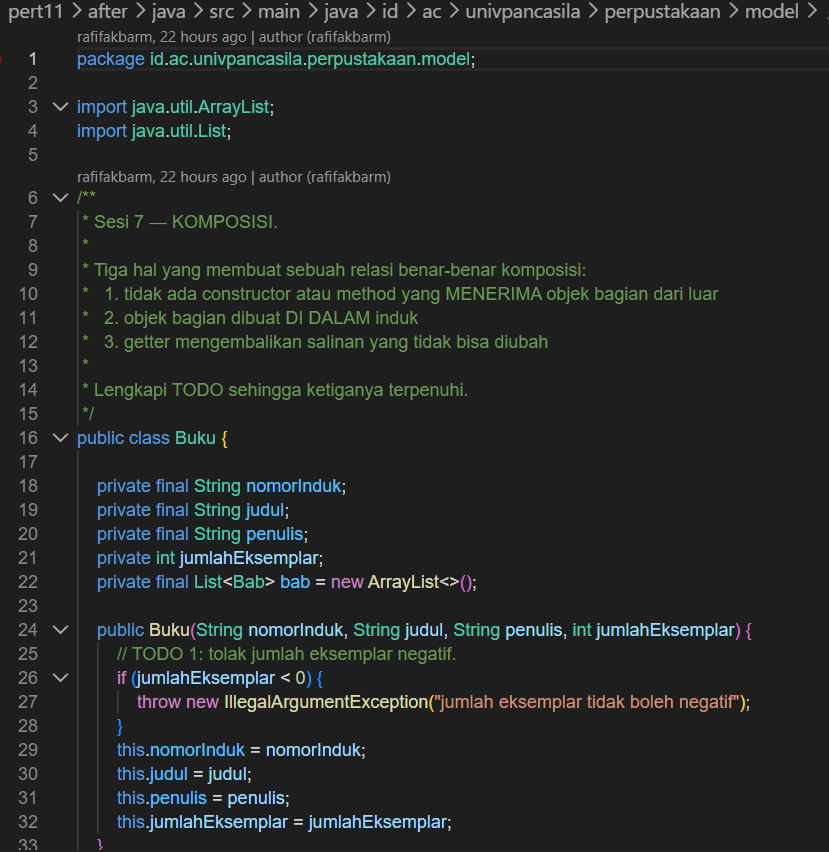 pert11 > after > java > src > main > java > id > ac > univpancasila > perpustakaan > model >
rafifakbarm, 22 hours ago | author (rafifakbarm)
1 package id.ac.univpancasila.perpustakaan.model;
2
3 import java.util.ArrayList;
4 import java.util.List;
5
rafifakbarm, 22 hours ago | author (rafifakbarm)
6 /**
7 * Sesi 7 — KOMPOSISI.
8 *
9 * Tiga hal yang membuat sebuah relasi benar-benar komposisi:
10 *   1. tidak ada constructor atau method yang MENERIMA objek bagian dari luar
11 *   2. objek bagian dibuat DI DALAM induk
12 *   3. getter mengembalikan salinan yang tidak bisa diubah
13 *
14 * Lengkapi TODO sehingga ketiganya terpenuhi.
15 */
16 public class Buku {
17
18 private final String nomorInduk;
19 private final String judul;
20 private final String penulis;
21 private int jumlahEksemplar;
22 private final List<Bab> bab = new ArrayList<>();
23
24 public Buku(String nomorInduk, String judul, String penulis, int jumlahEksemplar) {
25 // TODO 1: tolak jumlah eksemplar negatif.
26 if (jumlahEksemplar < 0) {
27 throw new IllegalArgumentException("jumlah eksemplar tidak boleh negatif");
28 }
29 this.nomorInduk = nomorInduk;
30 this.judul = judul;
31 this.penulis = penulis;
32 this.jumlahEksemplar = jumlahEksemplar;
33 }